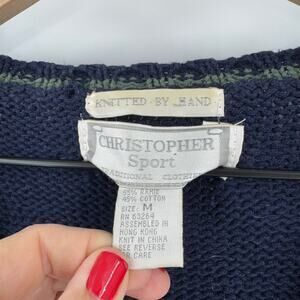 KNITTED BY HAND
CHRISTOPHER
Sport
TRADITIONAL CLOTHING
55% RAMIE
45% COTTON
SIZE: M
RN 63264
ASSEMBLED IN
HONG KONG
KNIT IN CHINA
SEE REVERSE
OR CARE